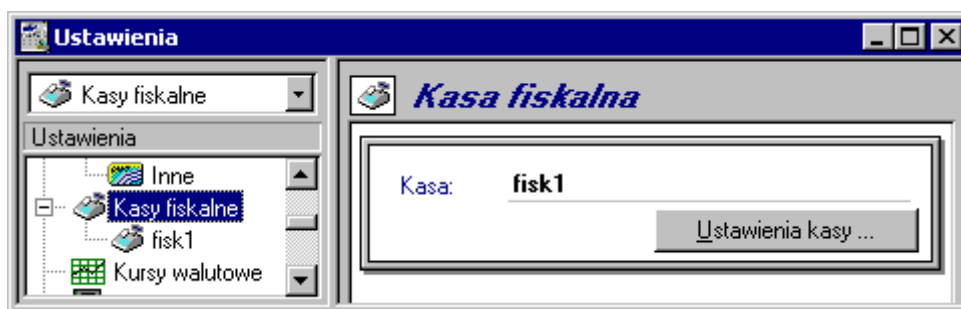 Ustawienia
Kasy fiskalne
Ustawienia
Inne
Kasy fiskalne
fisk1
Kursy walutowe
Kasa fiskalna
Kasa: fisk1
Ustawienia kasy ...